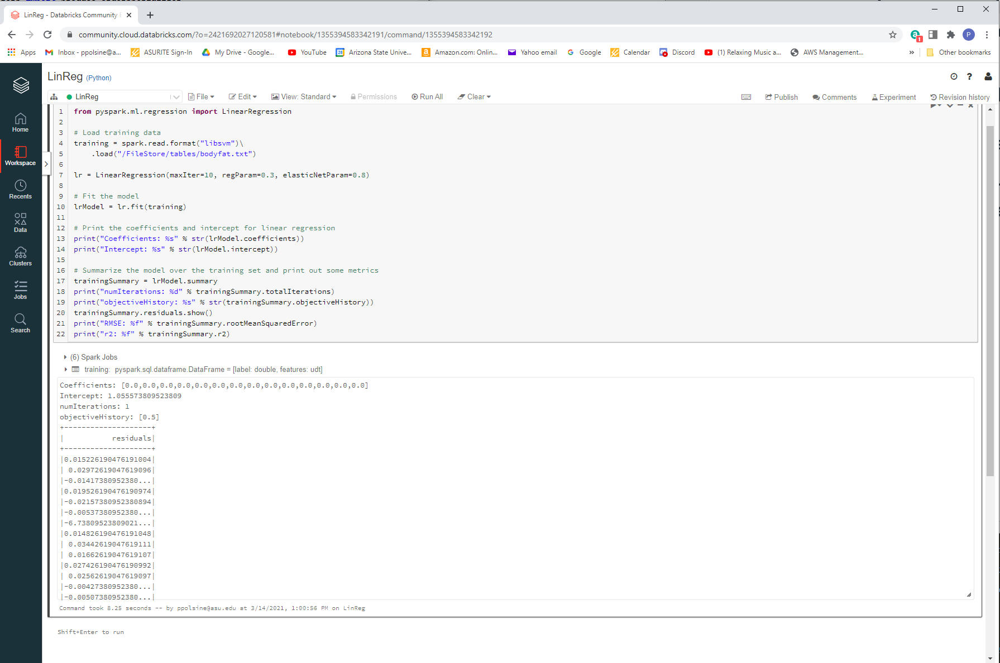 LinReg - Databricks Community E
community.cloud.databricks.com/?o=2421692027120581#notebook/1355394583342191/command/1355394583342192
1
P
Apps
Inbox - ppolsine@a...
ASURITE Sign-In
My Drive - Google...
YouTube
28
Arizona State Unive...
Amazon.com: Onlin...
Yahoo email
Google
Calendar
Discord
(1) Relaxing Music a...
AWS Management...
Other bookmarks
LinReg (Python)
LinReg
File
Edit
View: Standard
Permissions
Run All
Clear
Publish
Comments
Experiment
Revision history
Home
Workspace
Recents
Data
Clusters
Jobs
Search
1 from pyspark.ml.regression import LinearRegression
2
3 # Load training data
4 training = spark.read.format("libsvm")\
5     .load("/FileStore/tables/bodyfat.txt")
6
7 lr = LinearRegression(maxIter=10, regParam=0.3, elasticNetParam=0.8)
8
9 # Fit the model
10 lrModel = lr.fit(training)
11
12 # Print the coefficients and intercept for linear regression
13 print("Coefficients: %s" % str(lrModel.coefficients))
14 print("Intercept: %s" % str(lrModel.intercept))
15
16 # Summarize the model over the training set and print out some metrics
17 trainingSummary = lrModel.summary
18 print("numIterations: %d" % trainingSummary.totalIterations)
19 print("objectiveHistory: %s" % str(trainingSummary.objectiveHistory))
20 trainingSummary.residuals.show()
21 print("RMSE: %f" % trainingSummary.rootMeanSquaredError)
22 print("r2: %f" % trainingSummary.r2)
(6) Spark Jobs
training: pyspark.sql.dataframe.DataFrame = [label: double, features: udt]
Coefficients: [0.0,0.0,0.0,0.0,0.0,0.0,0.0,0.0,0.0,0.0,0.0,0.0,0.0,0.0]
Intercept: 1.055573809523809
numIterations: 1
objectiveHistory: [0.5]
+--------------------+
|           residuals|
+--------------------+
|0.015226190476191004|
| 0.02972619047619096|
|-0.01417380952380...|
|0.019526190476190974|
|-0.02157380952380894|
|-0.00537380952380...|
|-6.73809523809021...|
|0.014826190476191048|
| 0.03442619047619111|
| 0.01662619047619107|
|0.027426190476190992|
| 0.02562619047619097|
|-0.00427380952380...|
|-0.00507380952380...|
Command took 8.25 seconds -- by ppolsine@asu.edu at 3/14/2021, 1:00:56 PM on LinReg
Shift+Enter to run